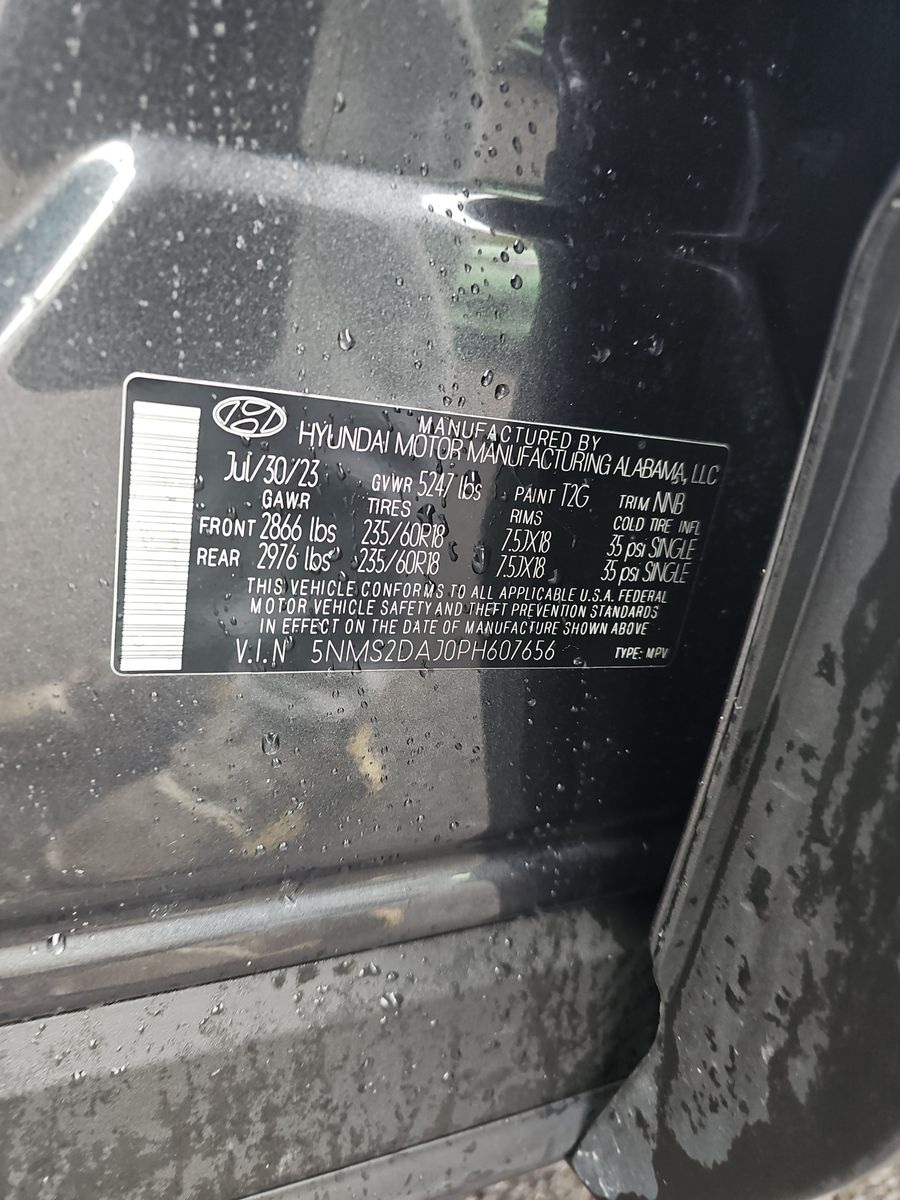 MANUFACTURED BY
HYUNDAI MOTOR MANUFACTURING ALABAMA, LLC
Jul/30/23 GVWR 5247 lbs PAINT T2G TRIM NNB
GAWR TIRES RIMS COLD TIRE INFL
FRONT 2866 lbs 235/60R18 7.5JX18 35 psi SINGLE
REAR 2976 lbs 235/60R18 7.5JX18 35 psi SINGLE
THIS VEHICLE CONFORMS TO ALL APPLICABLE U.S.A. FEDERAL
MOTOR VEHICLE SAFETY AND THEFT PREVENTION STANDARDS
IN EFFECT ON THE DATE OF MANUFACTURE SHOWN ABOVE
V.I.N 5NMS2DAJ0PH607656 TYPE: MPV